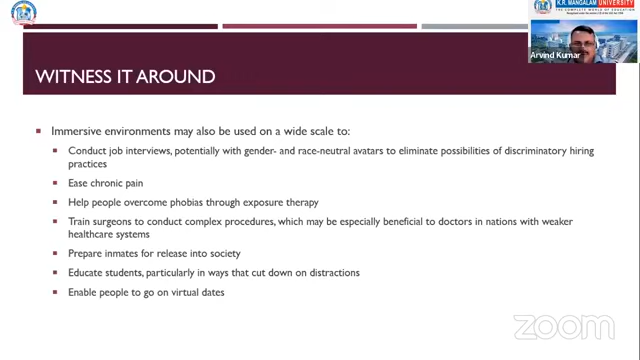 K.R. MANGALAM UNIVERSITY
THE COMPLETE WORLD OF EDUCATION
Arvind Kumar
WITNESS IT AROUND
Immersive environments may also be used on a wide scale to:
Conduct job interviews, potentially with gender- and race-neutral avatars to eliminate possibilities of discriminatory hiring
practices
Ease chronic pain
Help people overcome phobias through exposure therapy
Train surgeons to conduct complex procedures, which may be especially beneficial to doctors in nations with weaker
healthcare systems
Prepare inmates for release into society
Educate students, particularly in ways that cut down on distractions
Enable people to go on virtual dates
zoom